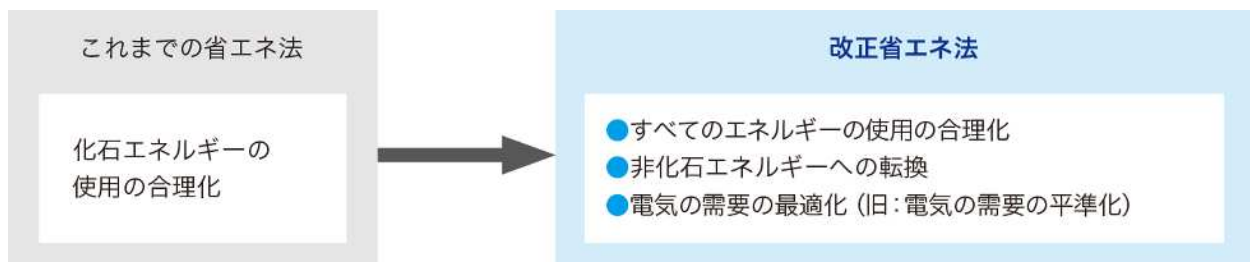 これまでの省エネ法
化石エネルギーの
使用の合理化
改正省エネ法
●すべてのエネルギーの使用の合理化
●非化石エネルギーへの転換
●電気の需要の最適化（旧：電気の需要の平準化）